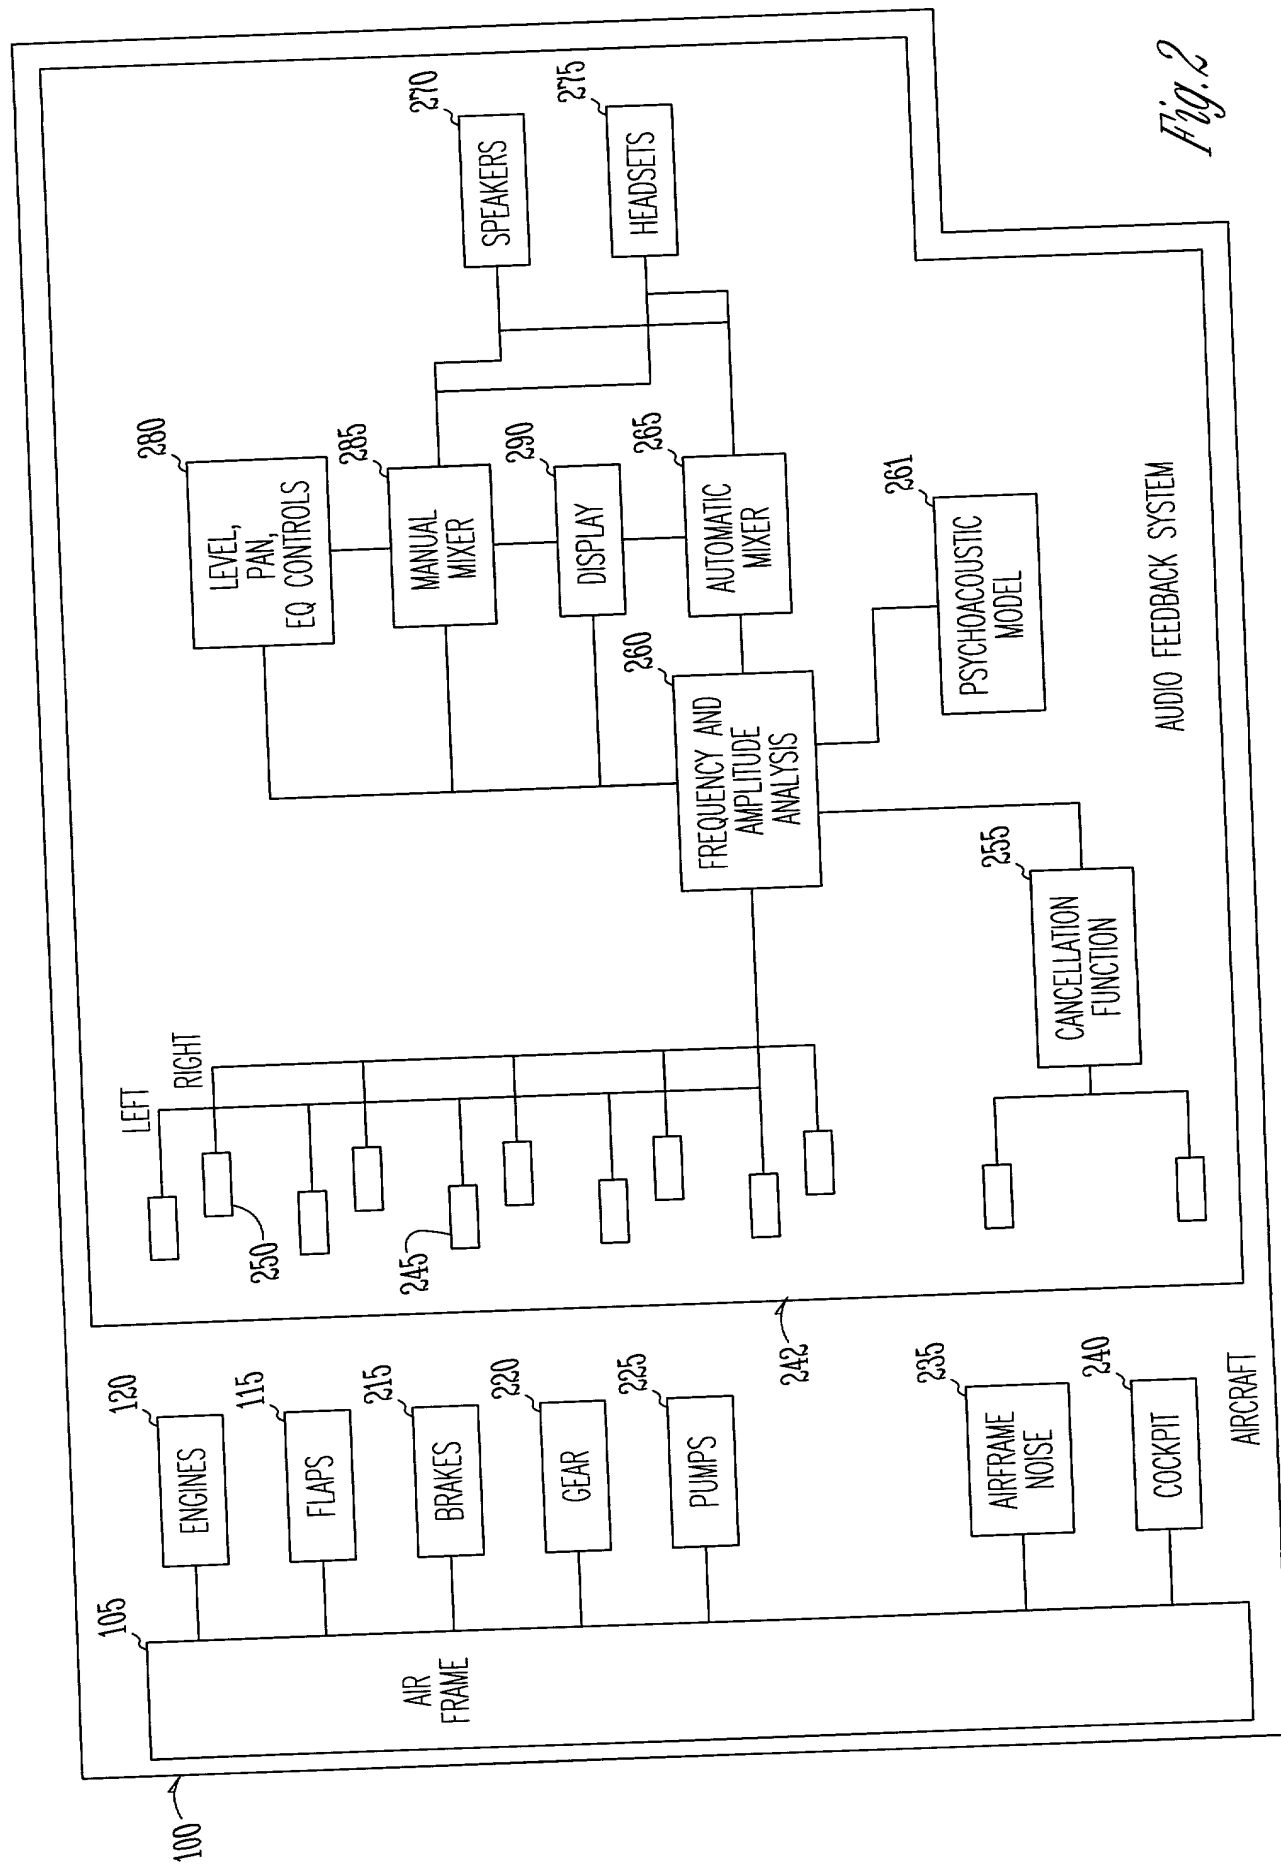 100
105
AIR
FRAME
120
ENGINES
115
FLAPS
215
BRAKES
220
GEAR
225
PUMPS
235
AIRFRAME
NOISE
240
COCKPIT
AIRCRAFT
242
LEFT
RIGHT
250
245
255
CANCELLATION
FUNCTION
260
FREQUENCY AND
AMPLITUDE
ANALYSIS
261
PSYCHOACOUSTIC
MODEL
280
LEVEL,
PAN,
EQ CONTROLS
285
MANUAL
MIXER
290
DISPLAY
265
AUTOMATIC
MIXER
270
SPEAKERS
275
HEADSETS
AUDIO FEEDBACK SYSTEM
Fig. 2